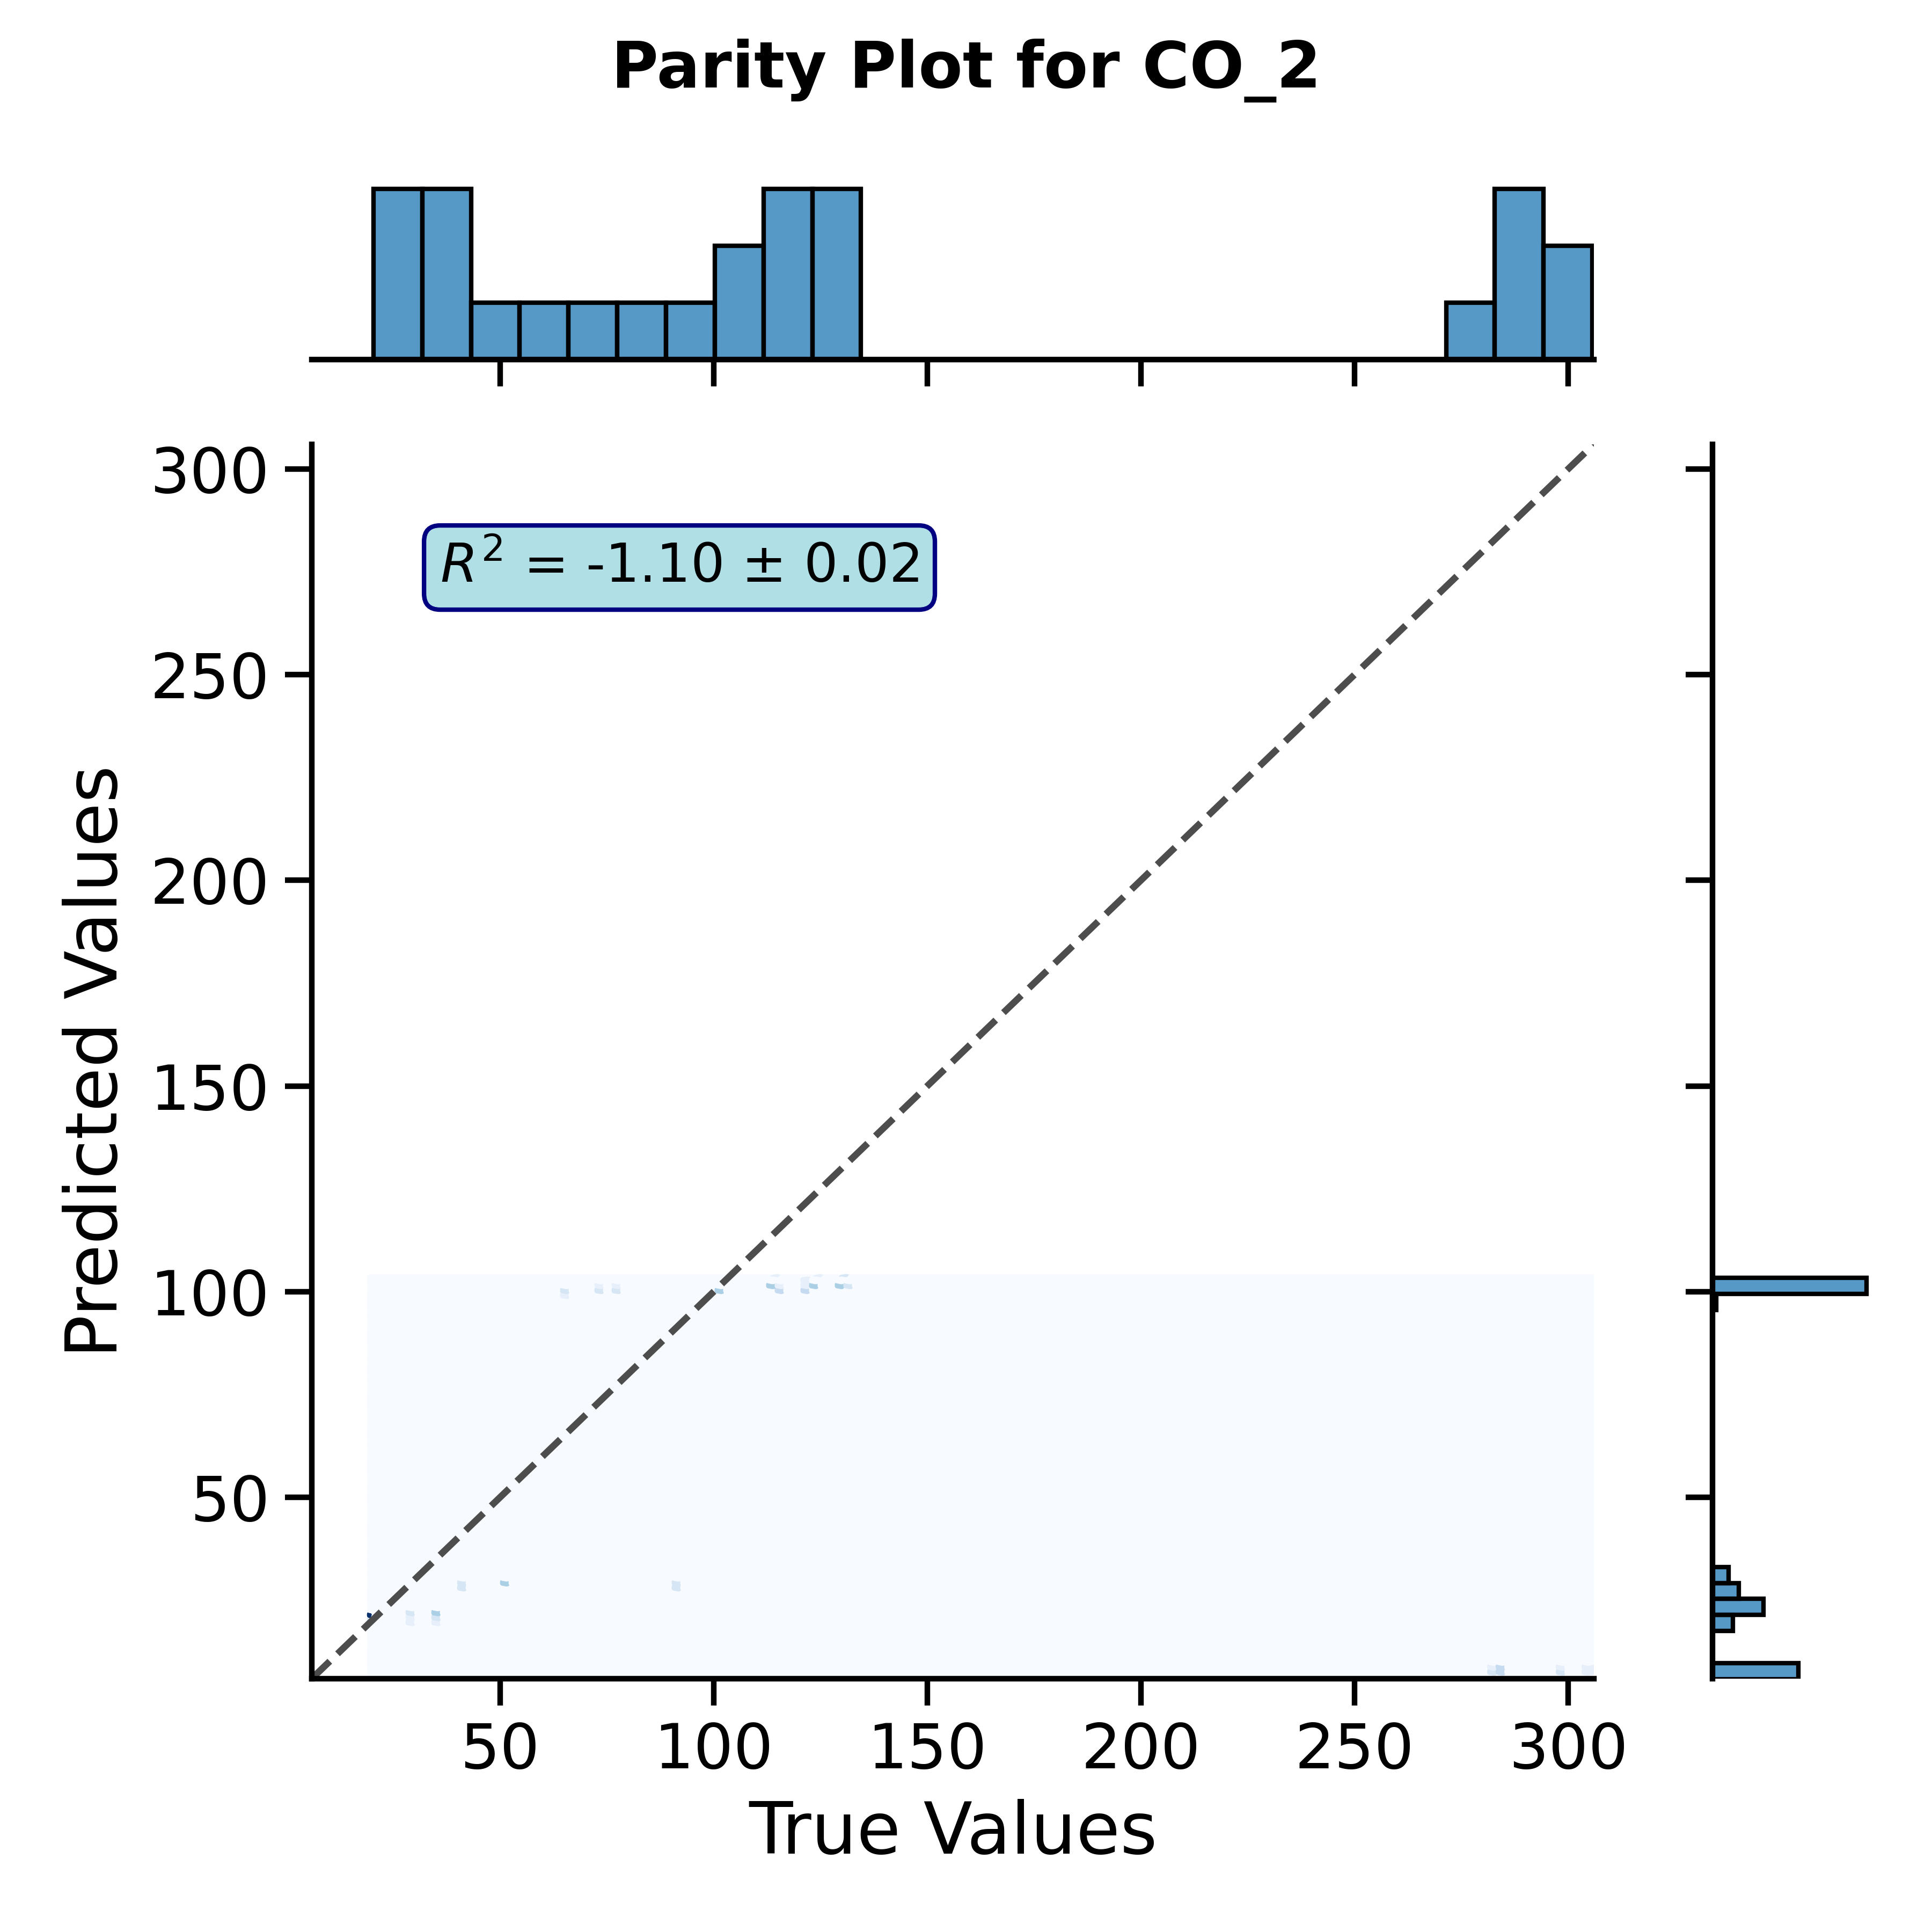 Parity Plot for CO_2
300
R² = -1.10 ± 0.02
250
200
150
100
50
Predicted Values
50 100 150 200 250 300
True Values